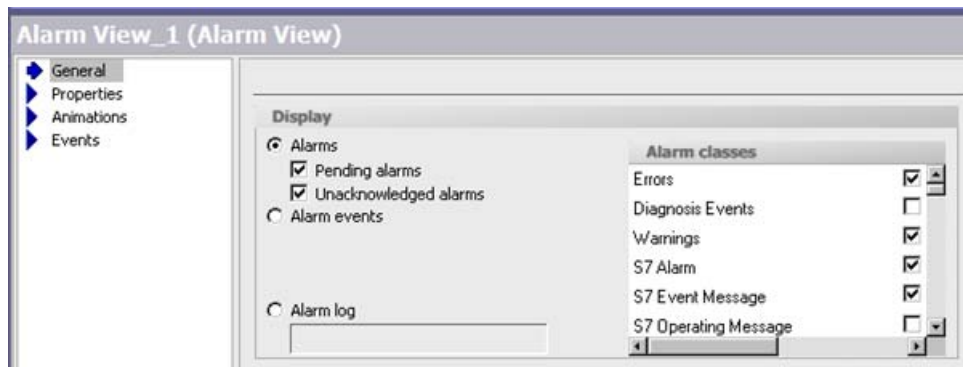 Alarm View_1 (Alarm View)
General
Properties
Animations
Events
Display
Alarms
Pending alarms
Unacknowledged alarms
Alarm events
Alarm log
Alarm classes
Errors
Diagnosis Events
Warnings
S7 Alarm
S7 Event Message
S7 Operating Message